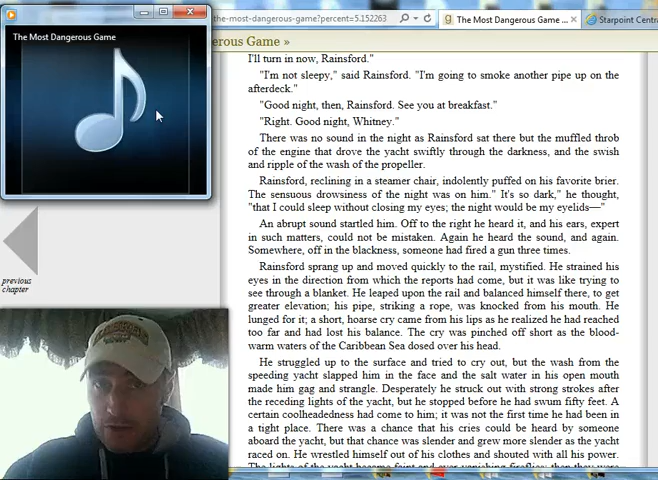 the-most-dangerous-game?percent=5.152263
The Most Dangerous Game ...
Starpoint Centr
The Most Dangerous Game
erous Game »
I'll turn in now, Rainsford."
"I'm not sleepy," said Rainsford. "I'm going to smoke another pipe up on the
afterdeck."
"Good night, then, Rainsford. See you at breakfast."
"Right. Good night, Whitney."
There was no sound in the night as Rainsford sat there but the muffled throb
of the engine that drove the yacht swiftly through the darkness, and the swish
and ripple of the wash of the propeller.
Rainsford, reclining in a steamer chair, indolently puffed on his favorite brier.
The sensuous drowsiness of the night was on him." It's so dark," he thought,
"that I could sleep without closing my eyes; the night would be my eyelids—"
An abrupt sound startled him. Off to the right he heard it, and his ears, expert
in such matters, could not be mistaken. Again he heard the sound, and again.
Somewhere, off in the blackness, someone had fired a gun three times.
Rainsford sprang up and moved quickly to the rail, mystified. He strained his
eyes in the direction from which the reports had come, but it was like trying to
see through a blanket. He leaped upon the rail and balanced himself there, to get
greater elevation; his pipe, striking a rope, was knocked from his mouth. He
lunged for it; a short, hoarse cry came from his lips as he realized he had reached
too far and had lost his balance. The cry was pinched off short as the blood-
warm waters of the Caribbean Sea dosed over his head.
He struggled up to the surface and tried to cry out, but the wash from the
speeding yacht slapped him in the face and the salt water in his open mouth
made him gag and strangle. Desperately he struck out with strong strokes after
the receding lights of the yacht, but he stopped before he had swum fifty feet. A
certain coolheadedness had come to him; it was not the first time he had been in
a tight place. There was a chance that his cries could be heard by someone
aboard the yacht, but that chance was slender and grew more slender as the yacht
raced on. He wrestled himself out of his clothes and shouted with all his power.
The lights of the yacht became faint and ever-vanishing fireflies; then they were
previous
chapter